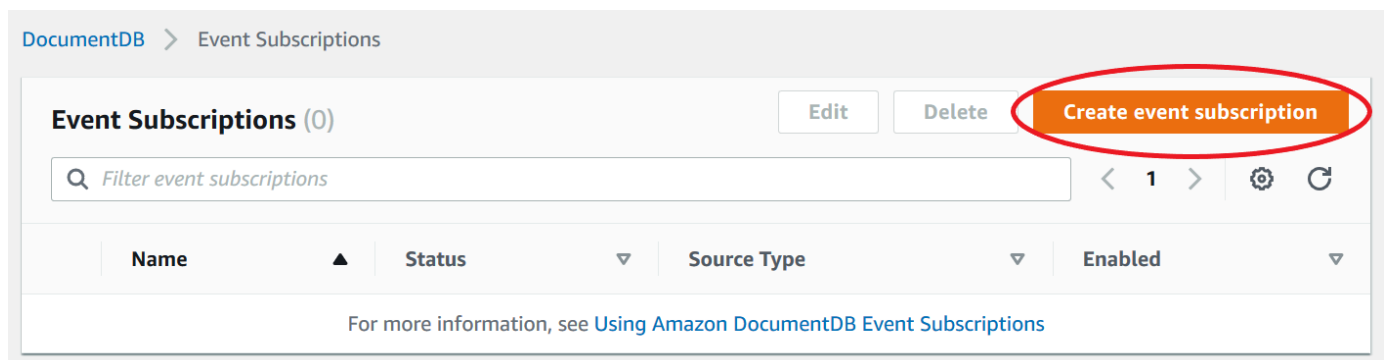 DocumentDB > Event Subscriptions
Event Subscriptions (0) Edit Delete Create event subscription
Filter event subscriptions 1
Name Status Source Type Enabled
For more information, see Using Amazon DocumentDB Event Subscriptions